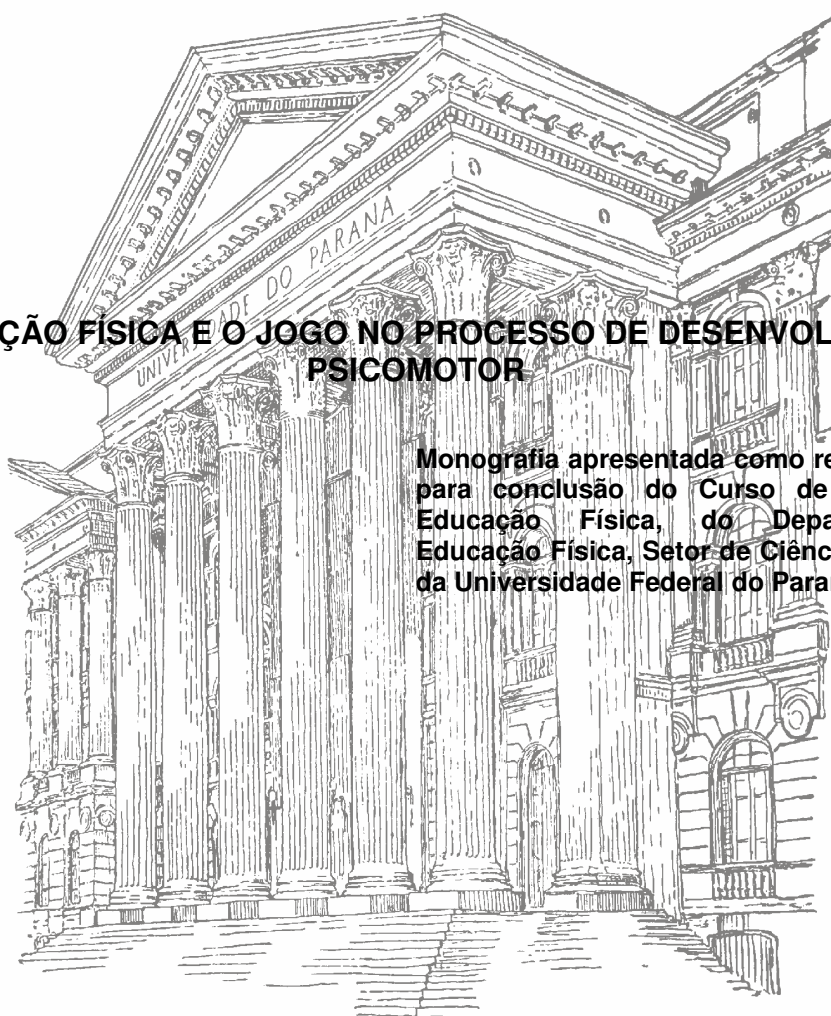 UNIVERSIDADE DO PARANÁ
ÇÃO FÍSICA E O JOGO NO PROCESSO DE DESENVOL
PSICOMOTOR
Monografia apresentada como re
para conclusão do Curso de
Educação Física, do Depa
Educação Física, Setor de Ciênc
da Universidade Federal do Para